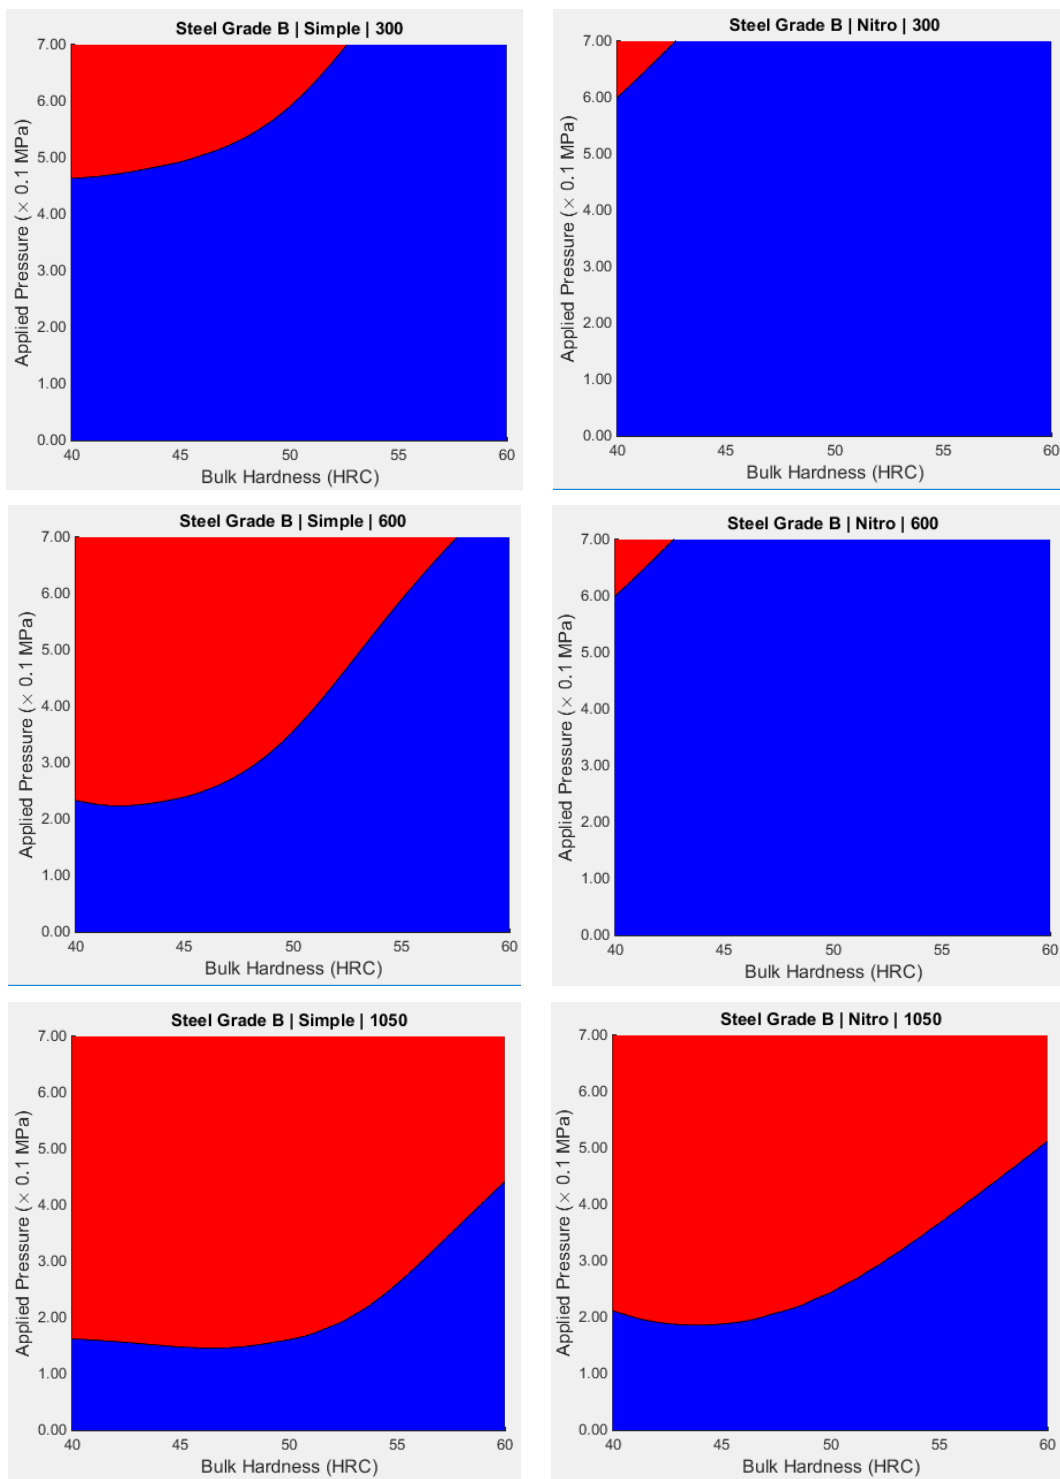 Steel Grade B | Simple | 300
7.00
6.00
5.00
4.00
3.00
2.00
1.00
0.00
Applied Pressure (× 0.1 MPa)
40 45 50 55 60
Bulk Hardness (HRC)
Steel Grade B | Nitro | 300
7.00
6.00
5.00
4.00
3.00
2.00
1.00
0.00
Applied Pressure (× 0.1 MPa)
40 45 50 55 60
Bulk Hardness (HRC)
Steel Grade B | Simple | 600
7.00
6.00
5.00
4.00
3.00
2.00
1.00
0.00
Applied Pressure (× 0.1 MPa)
40 45 50 55 60
Bulk Hardness (HRC)
Steel Grade B | Nitro | 600
7.00
6.00
5.00
4.00
3.00
2.00
1.00
0.00
Applied Pressure (× 0.1 MPa)
40 45 50 55 60
Bulk Hardness (HRC)
Steel Grade B | Simple | 1050
7.00
6.00
5.00
4.00
3.00
2.00
1.00
0.00
Applied Pressure (× 0.1 MPa)
40 45 50 55 60
Bulk Hardness (HRC)
Steel Grade B | Nitro | 1050
7.00
6.00
5.00
4.00
3.00
2.00
1.00
0.00
Applied Pressure (× 0.1 MPa)
40 45 50 55 60
Bulk Hardness (HRC)